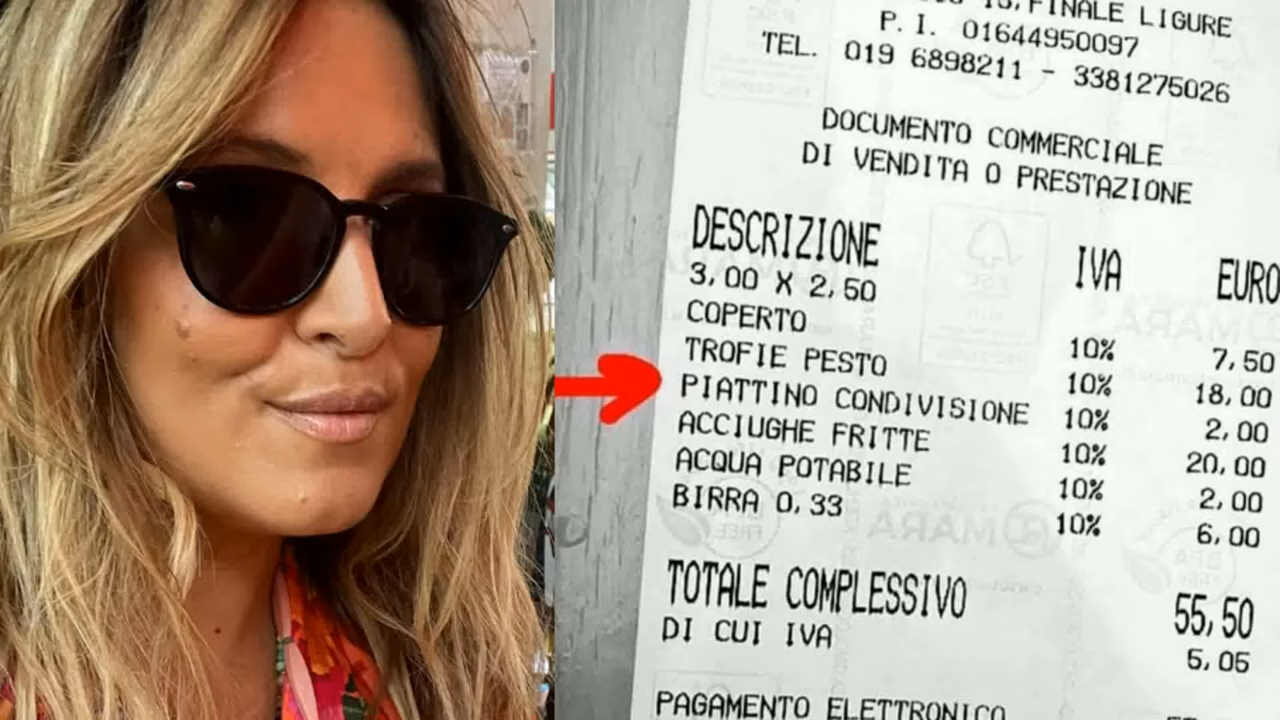 FINALE LIGURE
P. I. 01644950097
TEL. 019 6898211 - 3381275026
DOCUMENTO COMMERCIALE
DI VENDITA O PRESTAZIONE
DESCRIZIONE IVA EURO
3,00 X 2,50
COPERTO 10% 7,50
TROFIE PESTO 10% 18,00
PIATTINO CONDIVISIONE 10% 2,00
ACCIUGHE FRITTE 10% 20,00
ACQUA POTABILE 10% 2,00
BIRRA 0,33 10% 6,00
TOTALE COMPLESSIVO 55,50
DI CUI IVA 5,05
PAGAMENTO ELETTRONICO